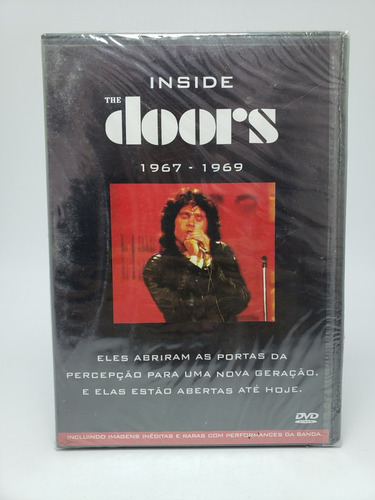 INSIDE
THE doors
1967 - 1969
ELES ABRIRAM AS PORTAS DA
PERCEPÇÃO PARA UMA NOVA GERAÇÃO.
E ELAS ESTÃO ABERTAS ATÉ HOJE.
DVD
VIDEO
INCLUINDO IMAGENS INÉDITAS E RARAS COM PERFORMANCES DA BANDA.